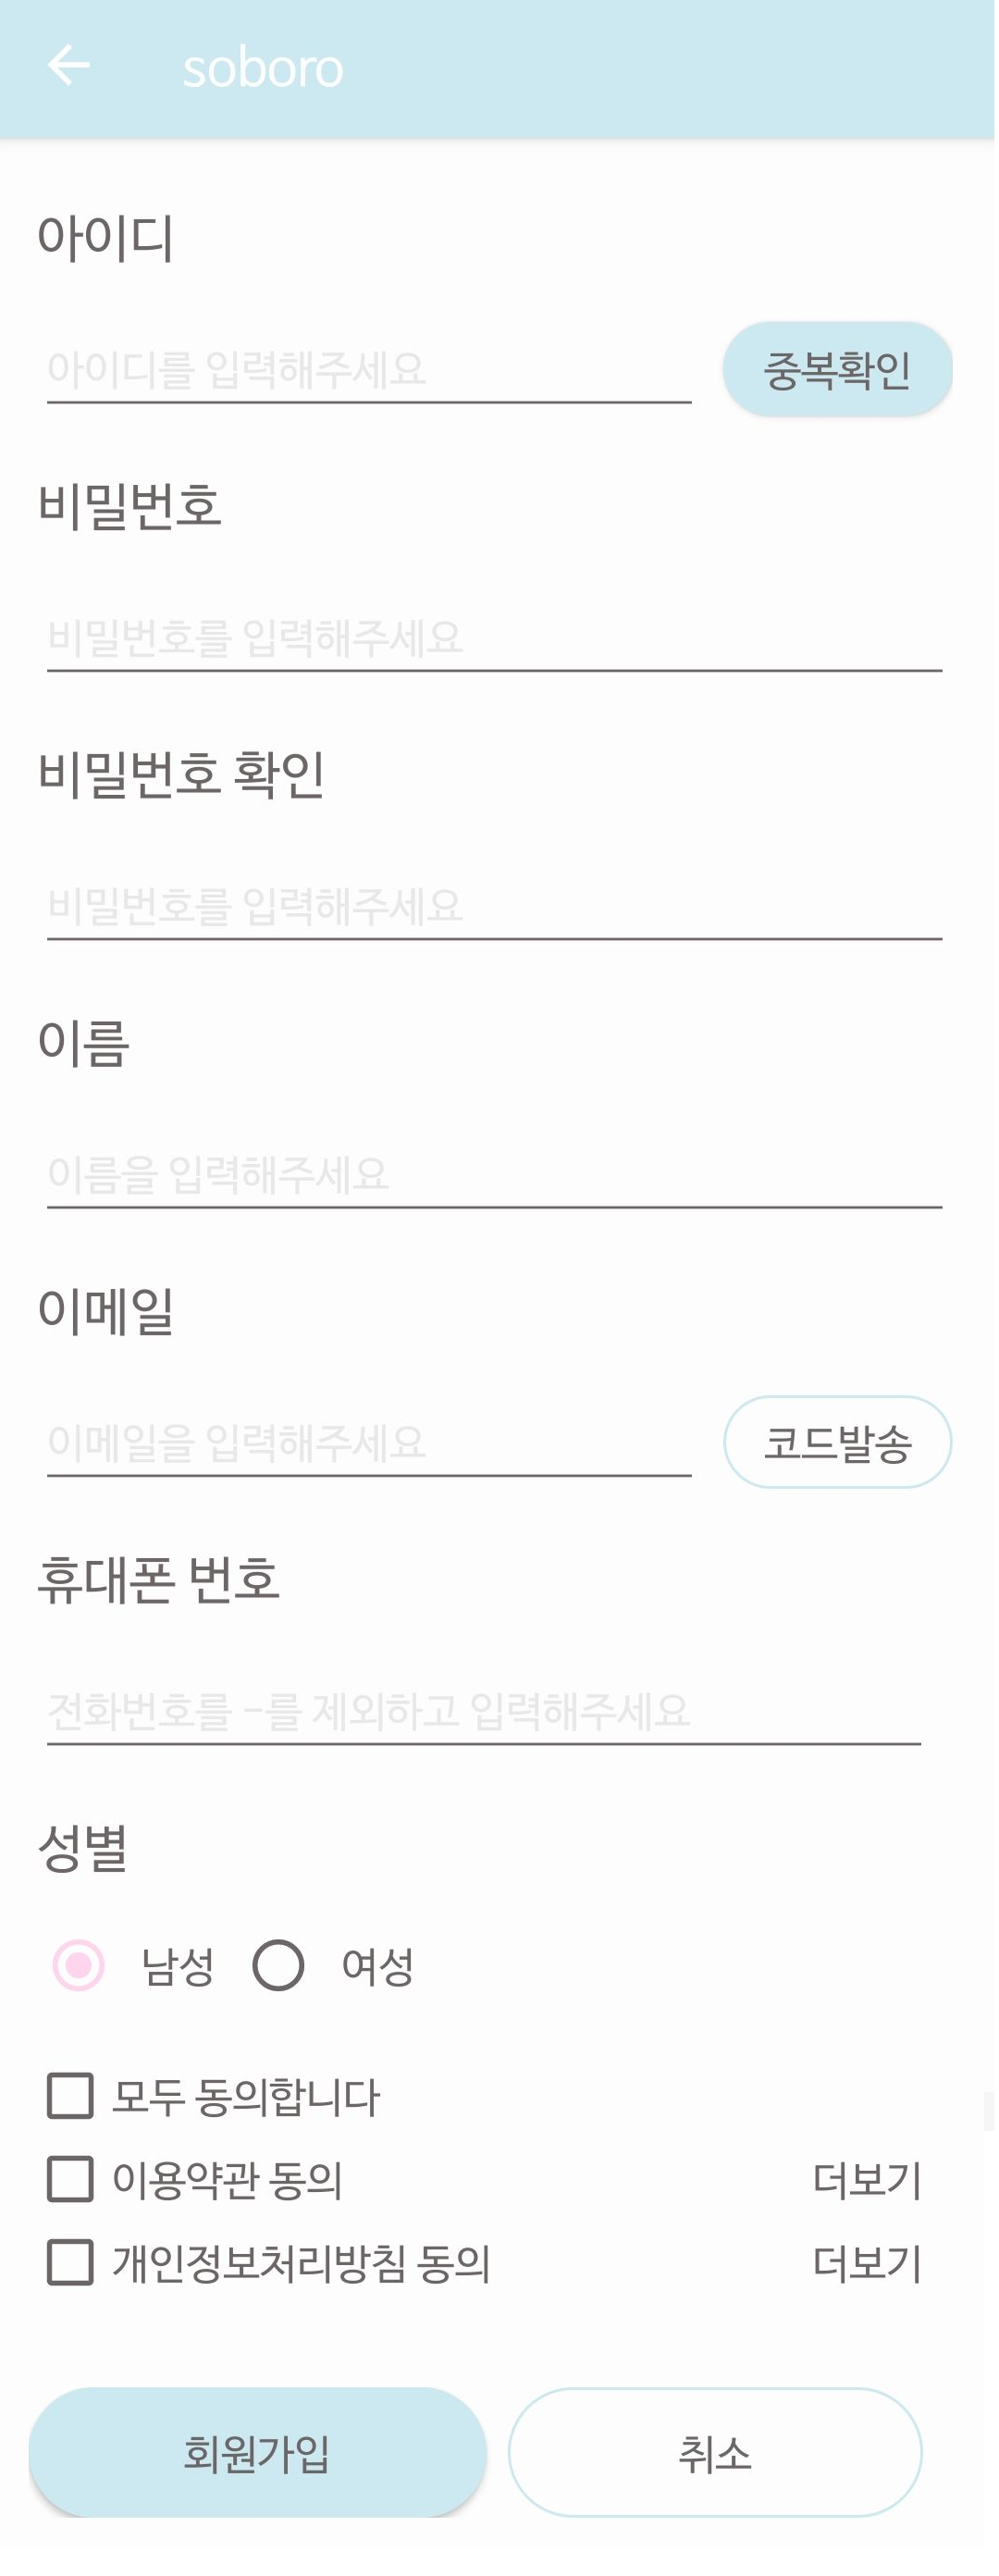 soboro
아이디
아이디를 입력해주세요 중복확인
비밀번호
비밀번호를 입력해주세요
비밀번호 확인
비밀번호를 입력해주세요
이름
이름을 입력해주세요
이메일
이메일을 입력해주세요 코드발송
휴대폰 번호
전화번호를 -를 제외하고 입력해주세요
성별
남성 여성
모두 동의합니다
이용약관 동의 더보기
개인정보처리방침 동의 더보기
회원가입 취소